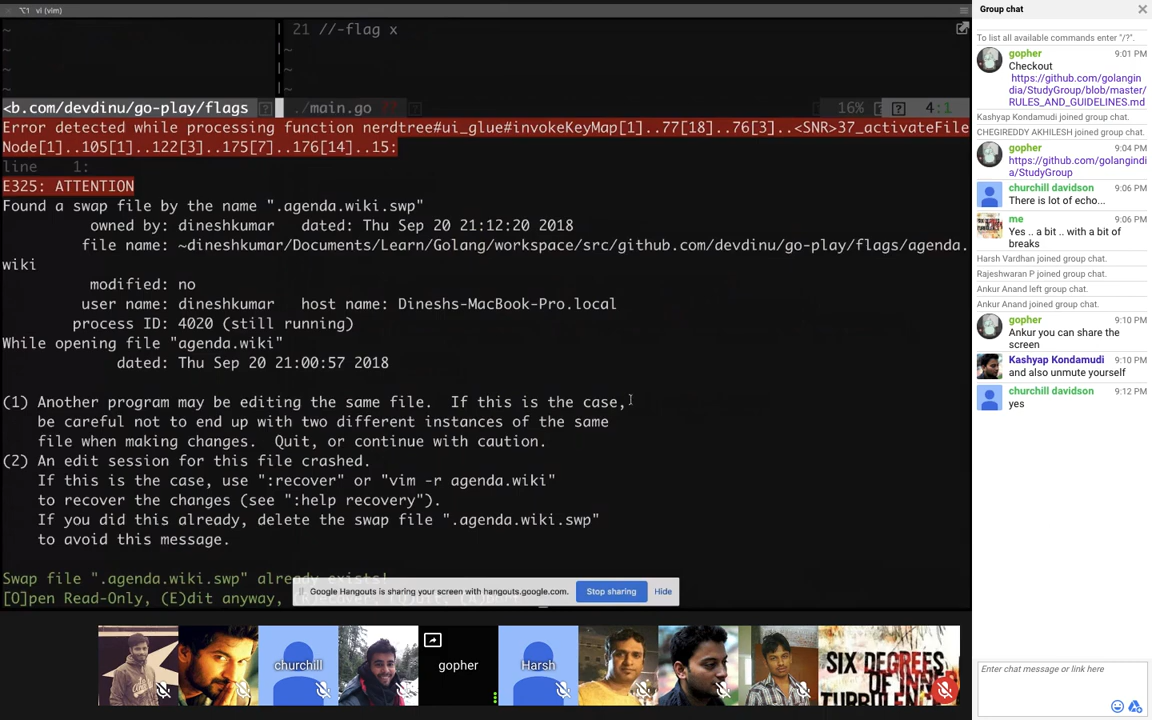 ⌥1 vi (vim)
~ | 21 //-flag x
~ | ~
~ | ~
<b.com/devdinu/go-play/flags ? ./main.go ?? ? 16% ? 4:1
Error detected while processing function nerdtree#ui_glue#invokeKeyMap[1]..77[18]..76[3]..<SNR>37_activateFile
Node[1]..105[1]..122[3]..175[7]..176[14]..15:
line    1:
E325: ATTENTION
Found a swap file by the name ".agenda.wiki.swp"
owned by: dineshkumar   dated: Thu Sep 20 21:12:20 2018
file name: ~dineshkumar/Documents/Learn/Golang/workspace/src/github.com/devdinu/go-play/flags/agenda.
wiki
modified: no
user name: dineshkumar   host name: Dineshs-MacBook-Pro.local
process ID: 4020 (still running)
While opening file "agenda.wiki"
dated: Thu Sep 20 21:00:57 2018
(1) Another program may be editing the same file.  If this is the case,
be careful not to end up with two different instances of the same
file when making changes.  Quit, or continue with caution.
(2) An edit session for this file crashed.
If this is the case, use ":recover" or "vim -r agenda.wiki"
to recover the changes (see ":help recovery").
If you did this already, delete the swap file ".agenda.wiki.swp"
to avoid this message.
Swap file ".agenda.wiki.swp" already exists!
[O]pen Read-Only, (E)dit anyway,
Google Hangouts is sharing your screen with hangouts.google.com.
Stop sharing
Hide
churchill
gopher
Harsh
SIX DEGREES
OF
Group chat
To list all available commands enter "/?".
gopher 9:01 PM
Checkout
https://github.com/golangin
dia/StudyGroup/blob/master/
RULES_AND_GUIDELINES.md
Kashyap Kondamudi joined group chat.
CHEGIREDDY AKHILESH joined group chat.
gopher 9:04 PM
https://github.com/golangindi
a/StudyGroup
churchill davidson 9:06 PM
There is lot of echo...
me 9:06 PM
Yes .. a bit .. with a bit of
breaks
Harsh Vardhan joined group chat.
Rajeshwaran P joined group chat.
Ankur Anand left group chat.
Ankur Anand joined group chat.
gopher 9:10 PM
Ankur you can share the
screen
Kashyap Kondamudi 9:10 PM
and also unmute yourself
churchill davidson 9:12 PM
yes
Enter chat message or link here